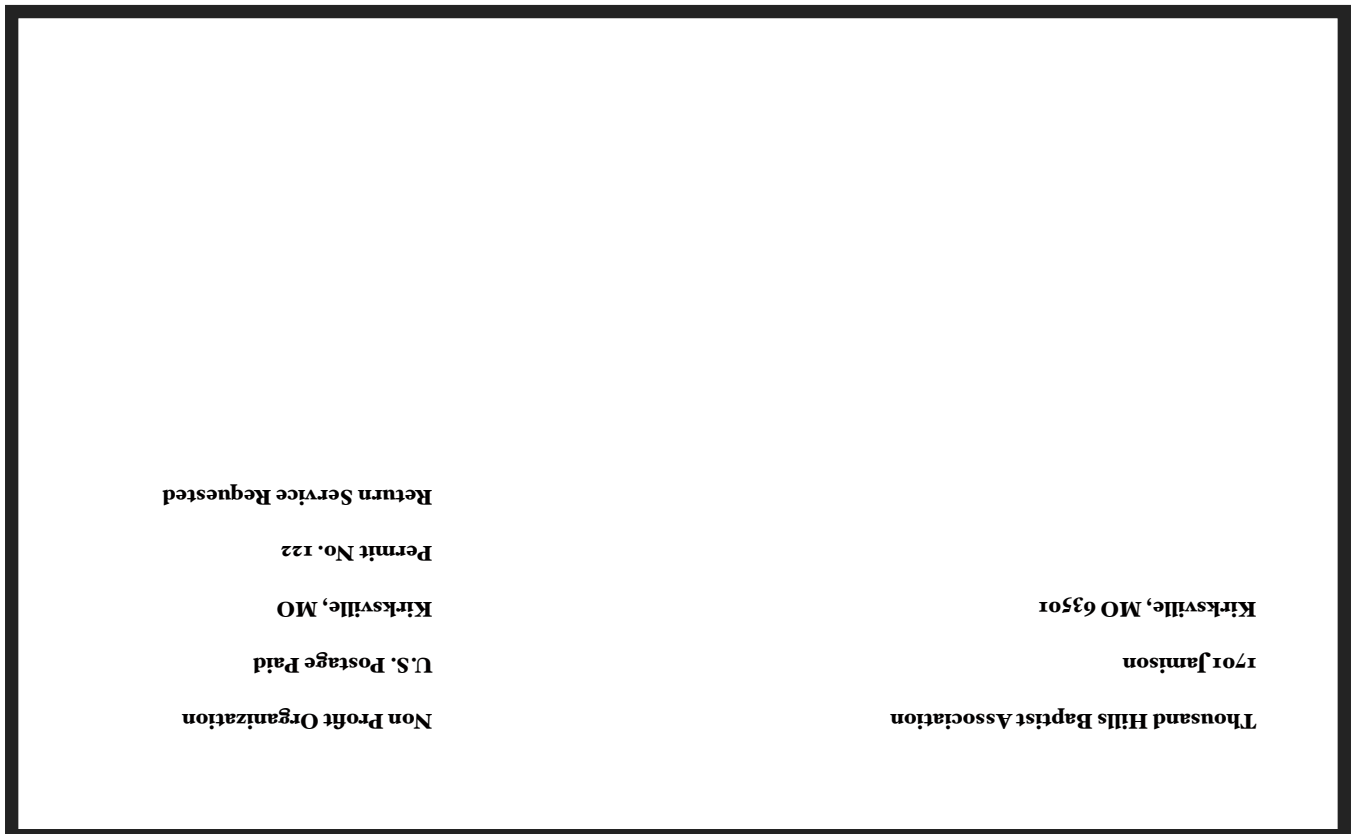 Thousand Hills Baptist Association
1701 Jamison
Kirksville, MO 63501
Non Profit Organization
U.S. Postage Paid
Kirksville, MO
Permit No. 122
Return Service Requested